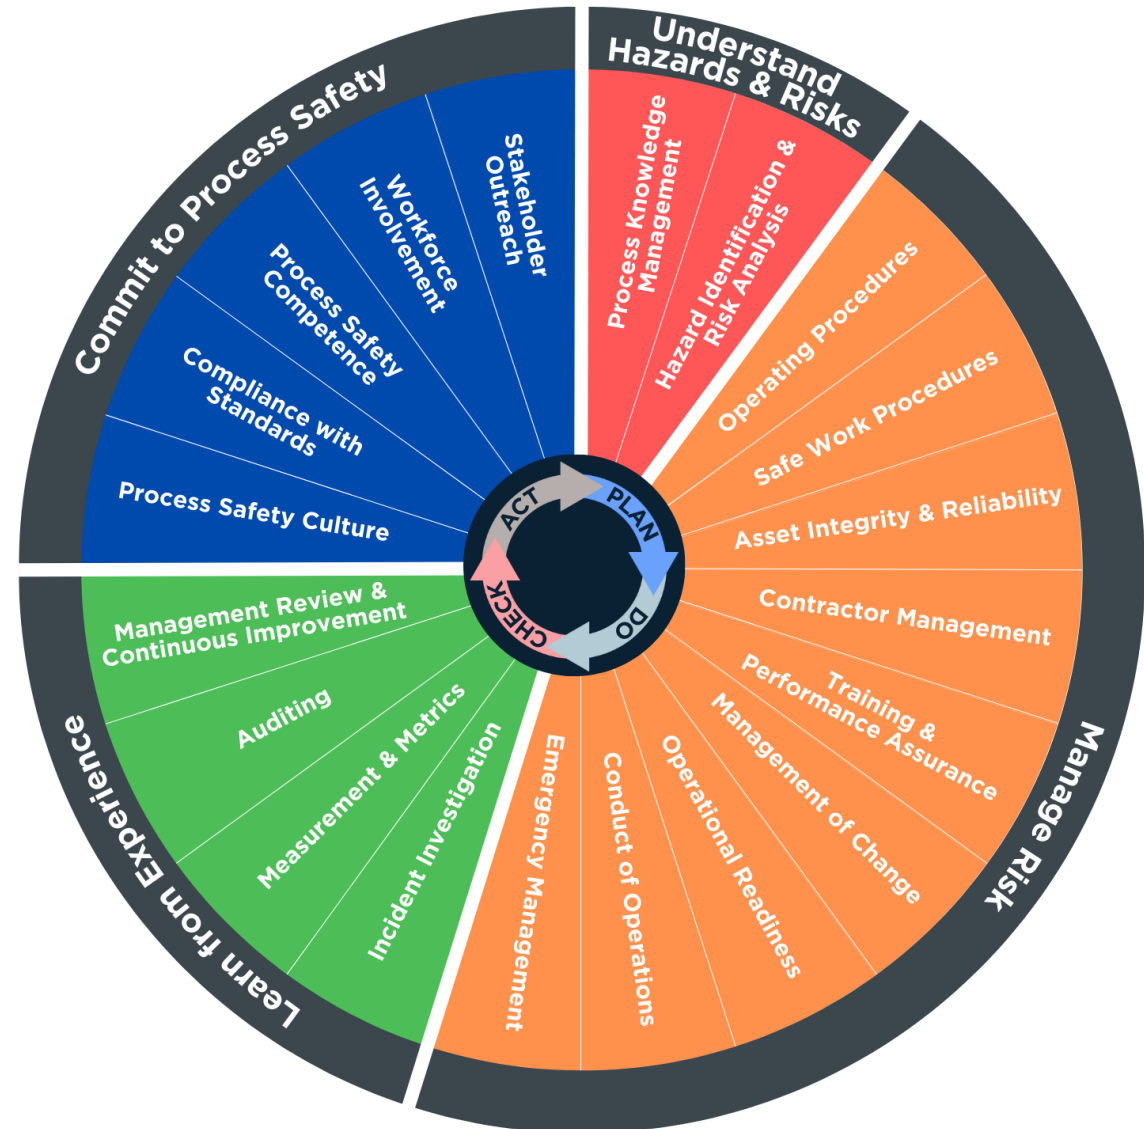 Commit to Process Safety
Process Safety Culture
Compliance with
Standards
Process Safety
Competence
Workforce
Involvement
Stakeholder
Outreach
Understand
Hazards & Risks
Process Knowledge
Management
Hazard Identification &
Risk Analysis
Manage Risk
Operating Procedures
Safe Work Procedures
Asset Integrity & Reliability
Contractor Management
Training &
Performance Assurance
Management of Change
Operational Readiness
Conduct of Operations
Emergency Management
Learn from Experience
Incident Investigation
Measurement & Metrics
Auditing
Management Review &
Continuous Improvement
PLAN
DO
CHECK
ACT